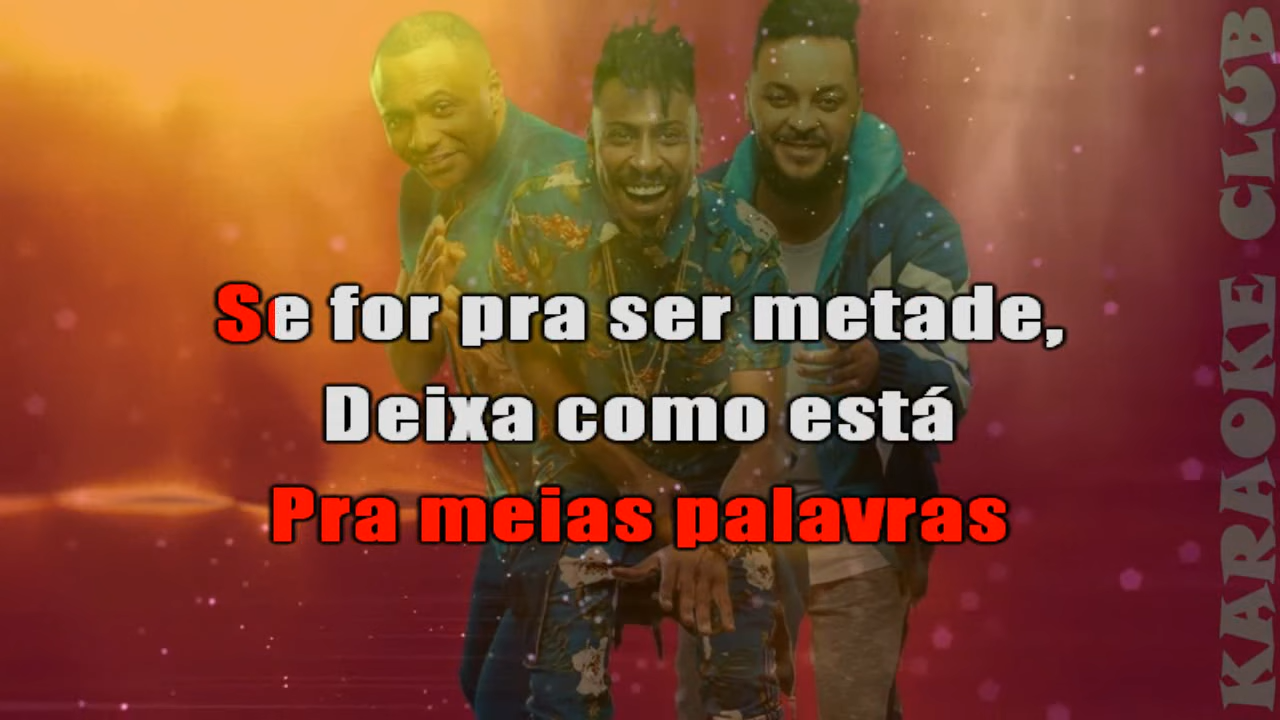 Se for pra ser metade,
Deixa como está
Pra meias palavras
KARAOKE CLUB